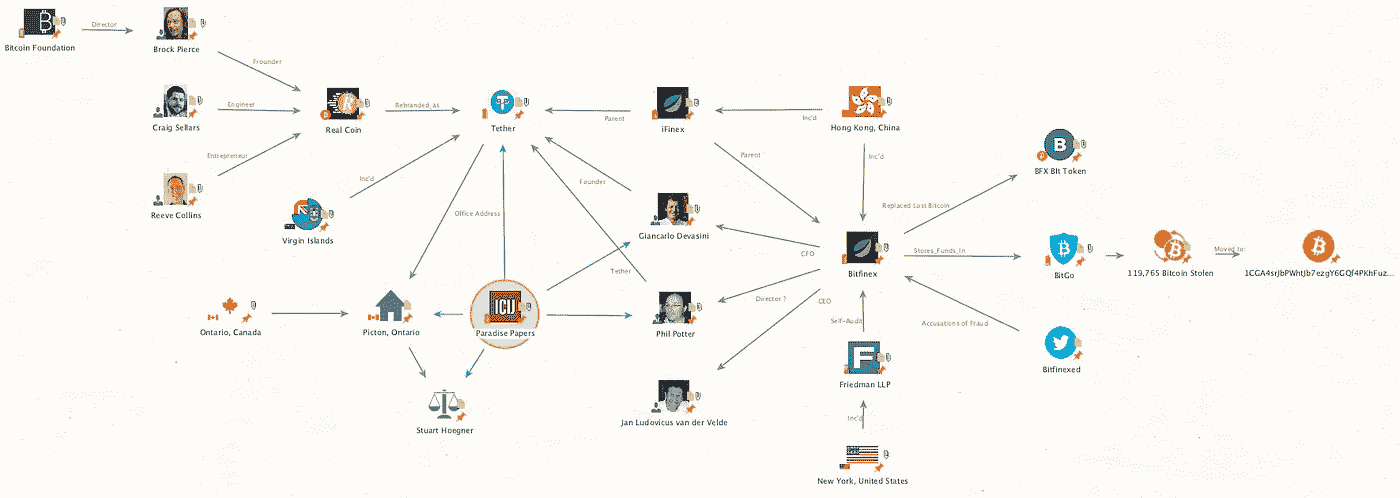 Bitcoin Foundation
Director
Brock Pierce
Frounder
Craig Sellars
Engineer
Real Coin
Rebranded_as
Tether
Parent
iFinex
Inc'd
Hong Kong, China
Reeve Collins
Entrepreneur
Virgin Islands
Inc'd
Office Address
Founder
Giancarlo Devasini
Parent
Inc'd
Replaced Lost Bitcoin
BFX BIt Token
Tether
CFO
Bitfinex
Stores_Funds_In
BitGo
119,765 Bitcoin Stolen
Moved to
Ontario, Canada
Picton, Ontario
ICIJ
Paradise Papers
Phil Potter
Director ?
CEO
Self-Audit
Accusations of Fraud
Bitfinexed
Stuart Hoegner
Jan Ludovicus van der Velde
Friedman LLP
Inc'd
New York, United States